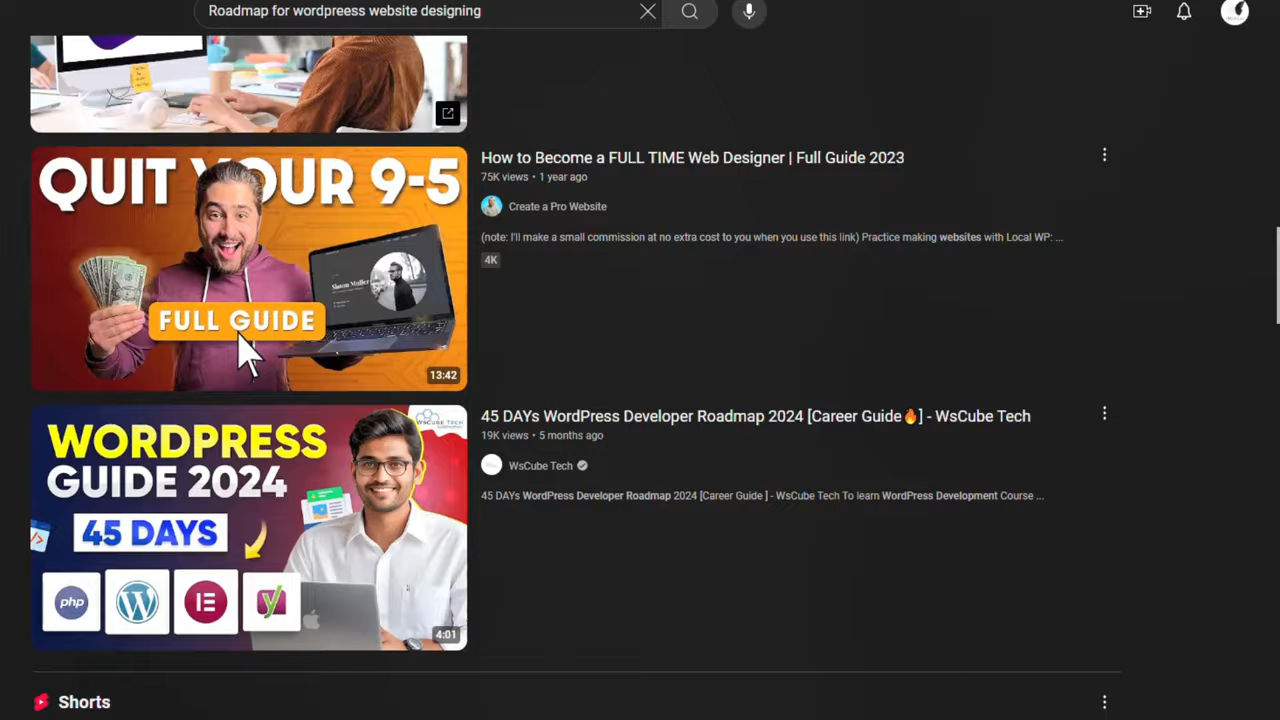 Roadmap for wordpreess website designing
QUIT YOUR 9-5
FULL GUIDE
13:42
How to Become a FULL TIME Web Designer | Full Guide 2023
75K views • 1 year ago
Create a Pro Website
(note: I'll make a small commission at no extra cost to you when you use this link) Practice making websites with Local WP: ...
4K
WORDPRESS
GUIDE 2024
45 DAYS
php
WSCUBE TECH
4:01
45 DAYs WordPress Developer Roadmap 2024 [Career Guide🔥] - WsCube Tech
19K views • 5 months ago
WsCube Tech
45 DAYs WordPress Developer Roadmap 2024 [Career Guide ] - WsCube Tech To learn WordPress Development Course ...
Shorts